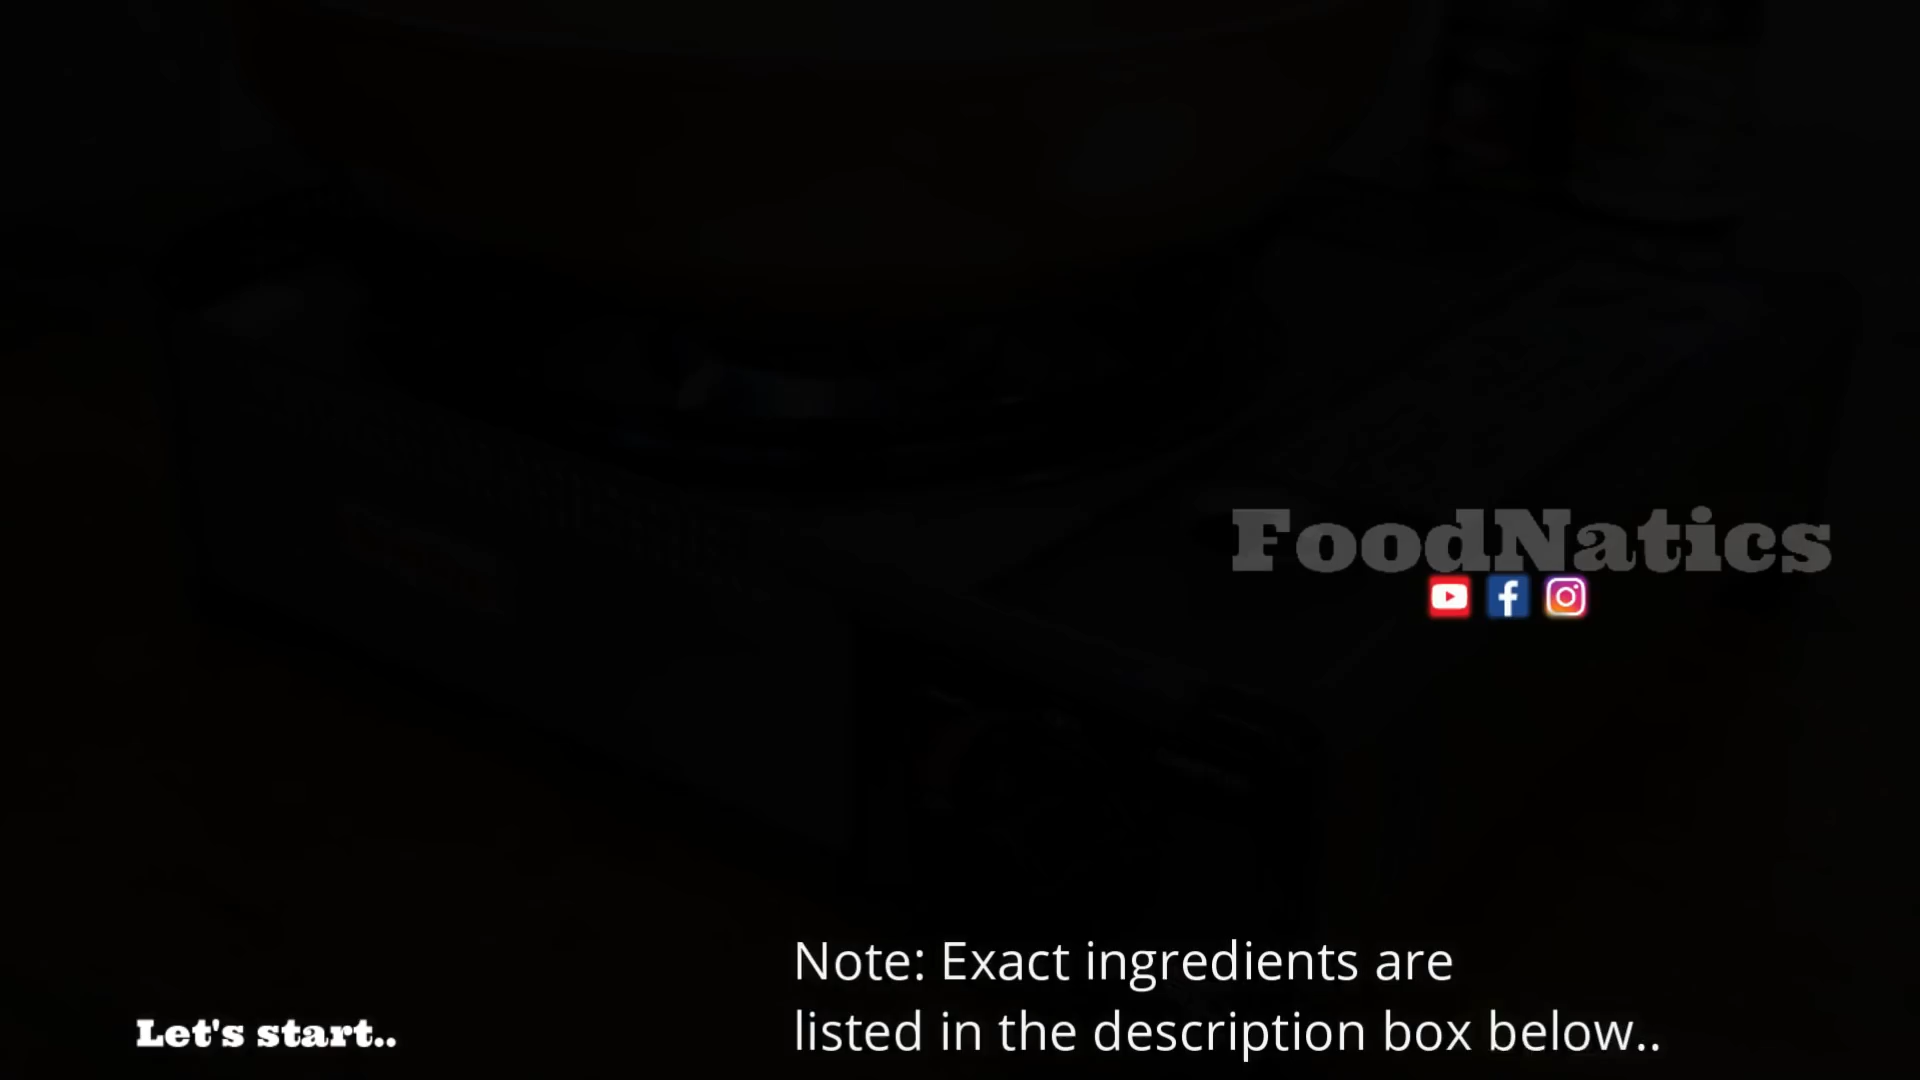 FoodNatics
Note: Exact ingredients are
listed in the description box below..
Let's start..